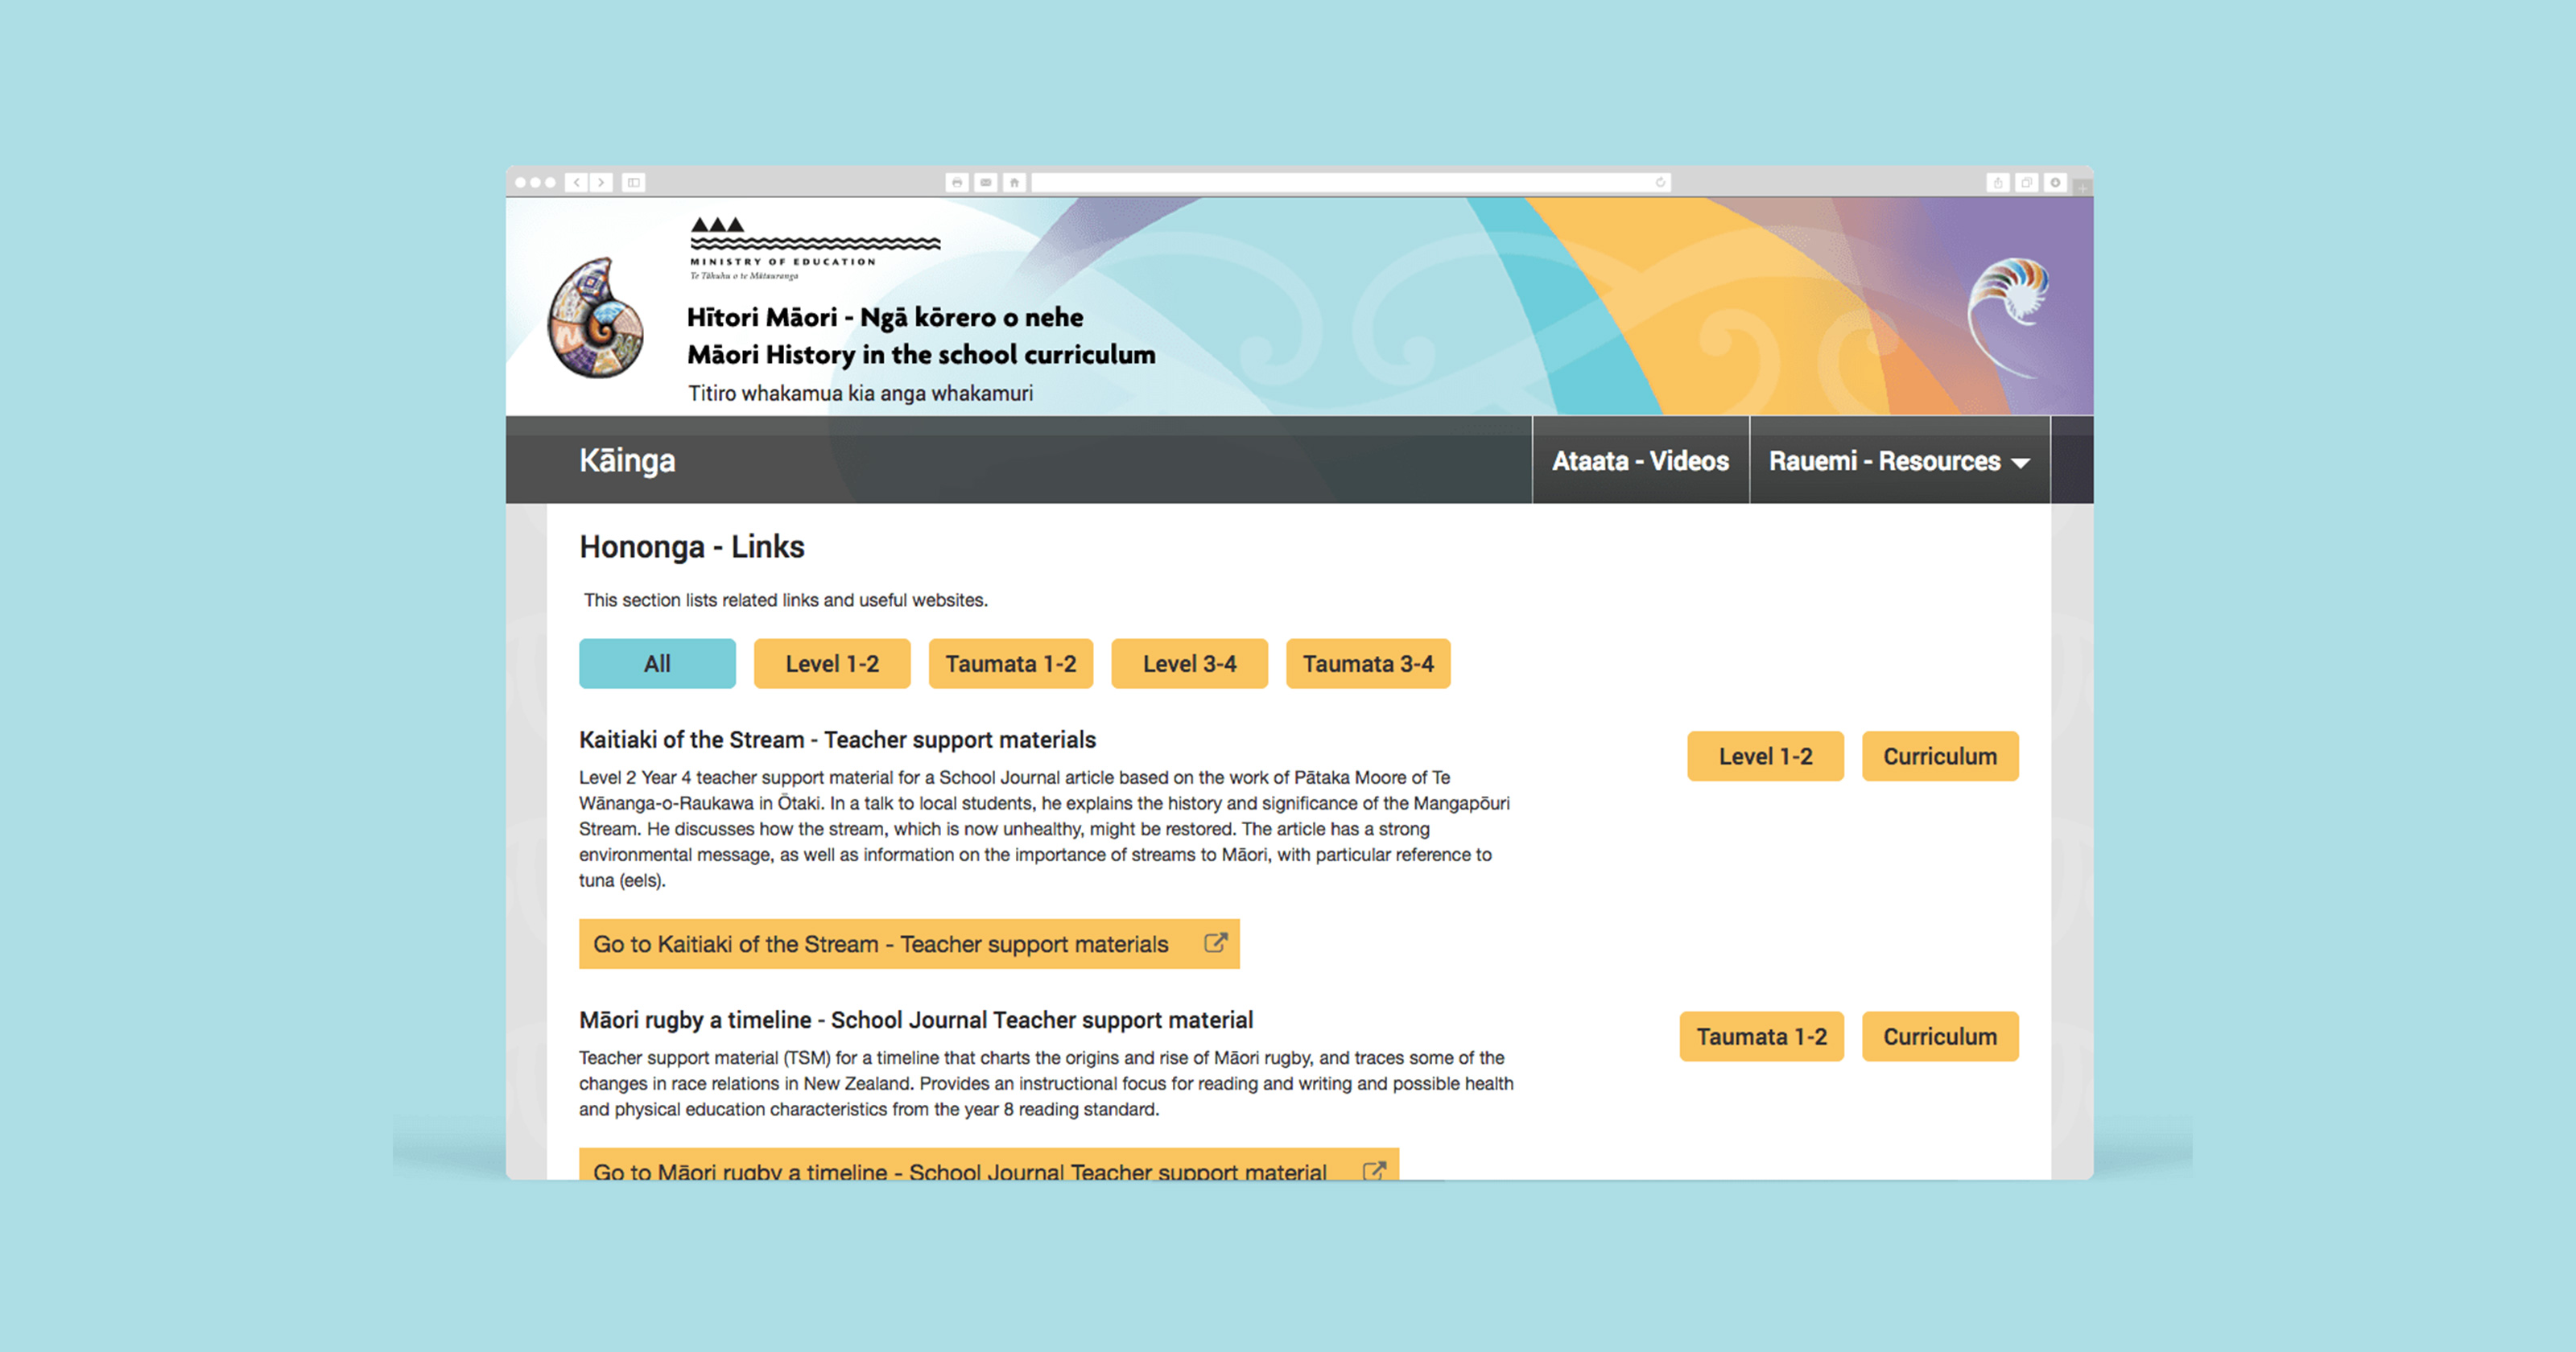 MINISTRY OF EDUCATION
Te Tāhuhu o te Mātauranga
Hītori Māori - Ngā kōrero o nehe
Māori History in the school curriculum
Titiro whakamua kia anga whakamuri
Kāinga
Ataata - Videos
Rauemi - Resources
Hononga - Links
This section lists related links and useful websites.
All
Level 1-2
Taumata 1-2
Level 3-4
Taumata 3-4
Kaitiaki of the Stream - Teacher support materials
Level 1-2
Curriculum
Level 2 Year 4 teacher support material for a School Journal article based on the work of Pātaka Moore of Te
Wānanga-o-Raukawa in Ōtaki. In a talk to local students, he explains the history and significance of the Mangapōuri
Stream. He discusses how the stream, which is now unhealthy, might be restored. The article has a strong
environmental message, as well as information on the importance of streams to Māori, with particular reference to
tuna (eels).
Go to Kaitiaki of the Stream - Teacher support materials
Māori rugby a timeline - School Journal Teacher support material
Taumata 1-2
Curriculum
Teacher support material (TSM) for a timeline that charts the origins and rise of Māori rugby, and traces some of the
changes in race relations in New Zealand. Provides an instructional focus for reading and writing and possible health
and physical education characteristics from the year 8 reading standard.
Go to Māori rugby a timeline - School Journal Teacher support material